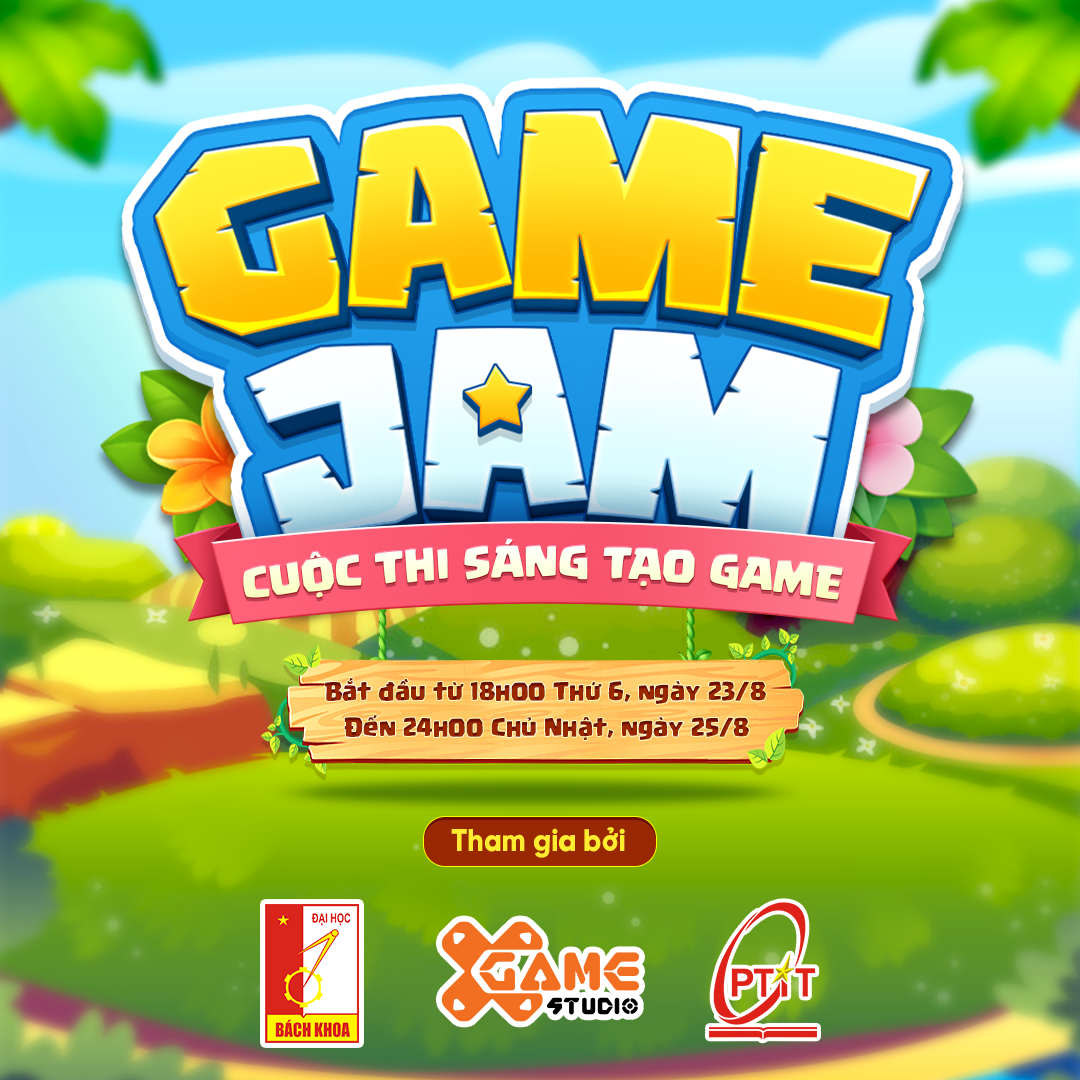 GAME
JAM
CUỘC THI SÁNG TẠO GAME
Bắt đầu từ 18H00 Thứ 6, ngày 23/8
Đến 24H00 Chủ Nhật, ngày 25/8
Tham gia bởi
ĐẠI HỌC
BÁCH KHOA
XGAME
STUDIO
PTIT